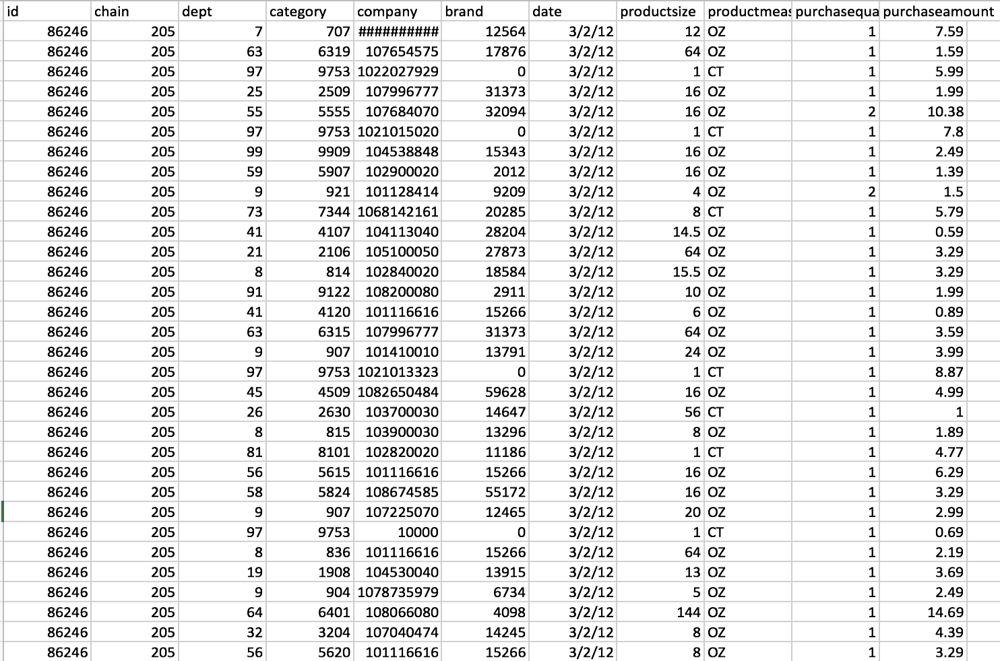 id chain dept category company brand date productsize productmeas purchasequa purchaseamount
86246 205 7 707 ########## 12564 3/2/12 12 OZ 1 7.59
86246 205 63 6319 107654575 17876 3/2/12 64 OZ 1 1.59
86246 205 97 9753 1022027929 0 3/2/12 1 CT 1 5.99
86246 205 25 2509 107996777 31373 3/2/12 16 OZ 1 1.99
86246 205 55 5555 107684070 32094 3/2/12 16 OZ 2 10.38
86246 205 97 9753 1021015020 0 3/2/12 1 CT 1 7.8
86246 205 99 9909 104538848 15343 3/2/12 16 OZ 1 2.49
86246 205 59 5907 102900020 2012 3/2/12 16 OZ 1 1.39
86246 205 9 921 101128414 9209 3/2/12 4 OZ 2 1.5
86246 205 73 7344 1068142161 20285 3/2/12 8 CT 1 5.79
86246 205 41 4107 104113040 28204 3/2/12 14.5 OZ 1 0.59
86246 205 21 2106 105100050 27873 3/2/12 64 OZ 1 3.29
86246 205 8 814 102840020 18584 3/2/12 15.5 OZ 1 3.29
86246 205 91 9122 108200080 2911 3/2/12 10 OZ 1 1.99
86246 205 41 4120 101116616 15266 3/2/12 6 OZ 1 0.89
86246 205 63 6315 107996777 31373 3/2/12 64 OZ 1 3.59
86246 205 9 907 101410010 13791 3/2/12 24 OZ 1 3.99
86246 205 97 9753 1021013323 0 3/2/12 1 CT 1 8.87
86246 205 45 4509 1082650484 59628 3/2/12 16 OZ 1 4.99
86246 205 26 2630 103700030 14647 3/2/12 56 CT 1 1
86246 205 8 815 103900030 13296 3/2/12 8 OZ 1 1.89
86246 205 81 8101 102820020 11186 3/2/12 1 CT 1 4.77
86246 205 56 5615 101116616 15266 3/2/12 16 OZ 1 6.29
86246 205 58 5824 108674585 55172 3/2/12 16 OZ 1 3.29
86246 205 9 907 107225070 12465 3/2/12 20 OZ 1 2.99
86246 205 97 9753 10000 0 3/2/12 1 CT 1 0.69
86246 205 8 836 101116616 15266 3/2/12 64 OZ 1 2.19
86246 205 19 1908 104530040 13915 3/2/12 13 OZ 1 3.69
86246 205 9 904 1078735979 6734 3/2/12 5 OZ 1 2.49
86246 205 64 6401 108066080 4098 3/2/12 144 OZ 1 14.69
86246 205 32 3204 107040474 14245 3/2/12 8 OZ 1 4.39
86246 205 56 5620 101116616 15266 3/2/12 8 OZ 1 3.29